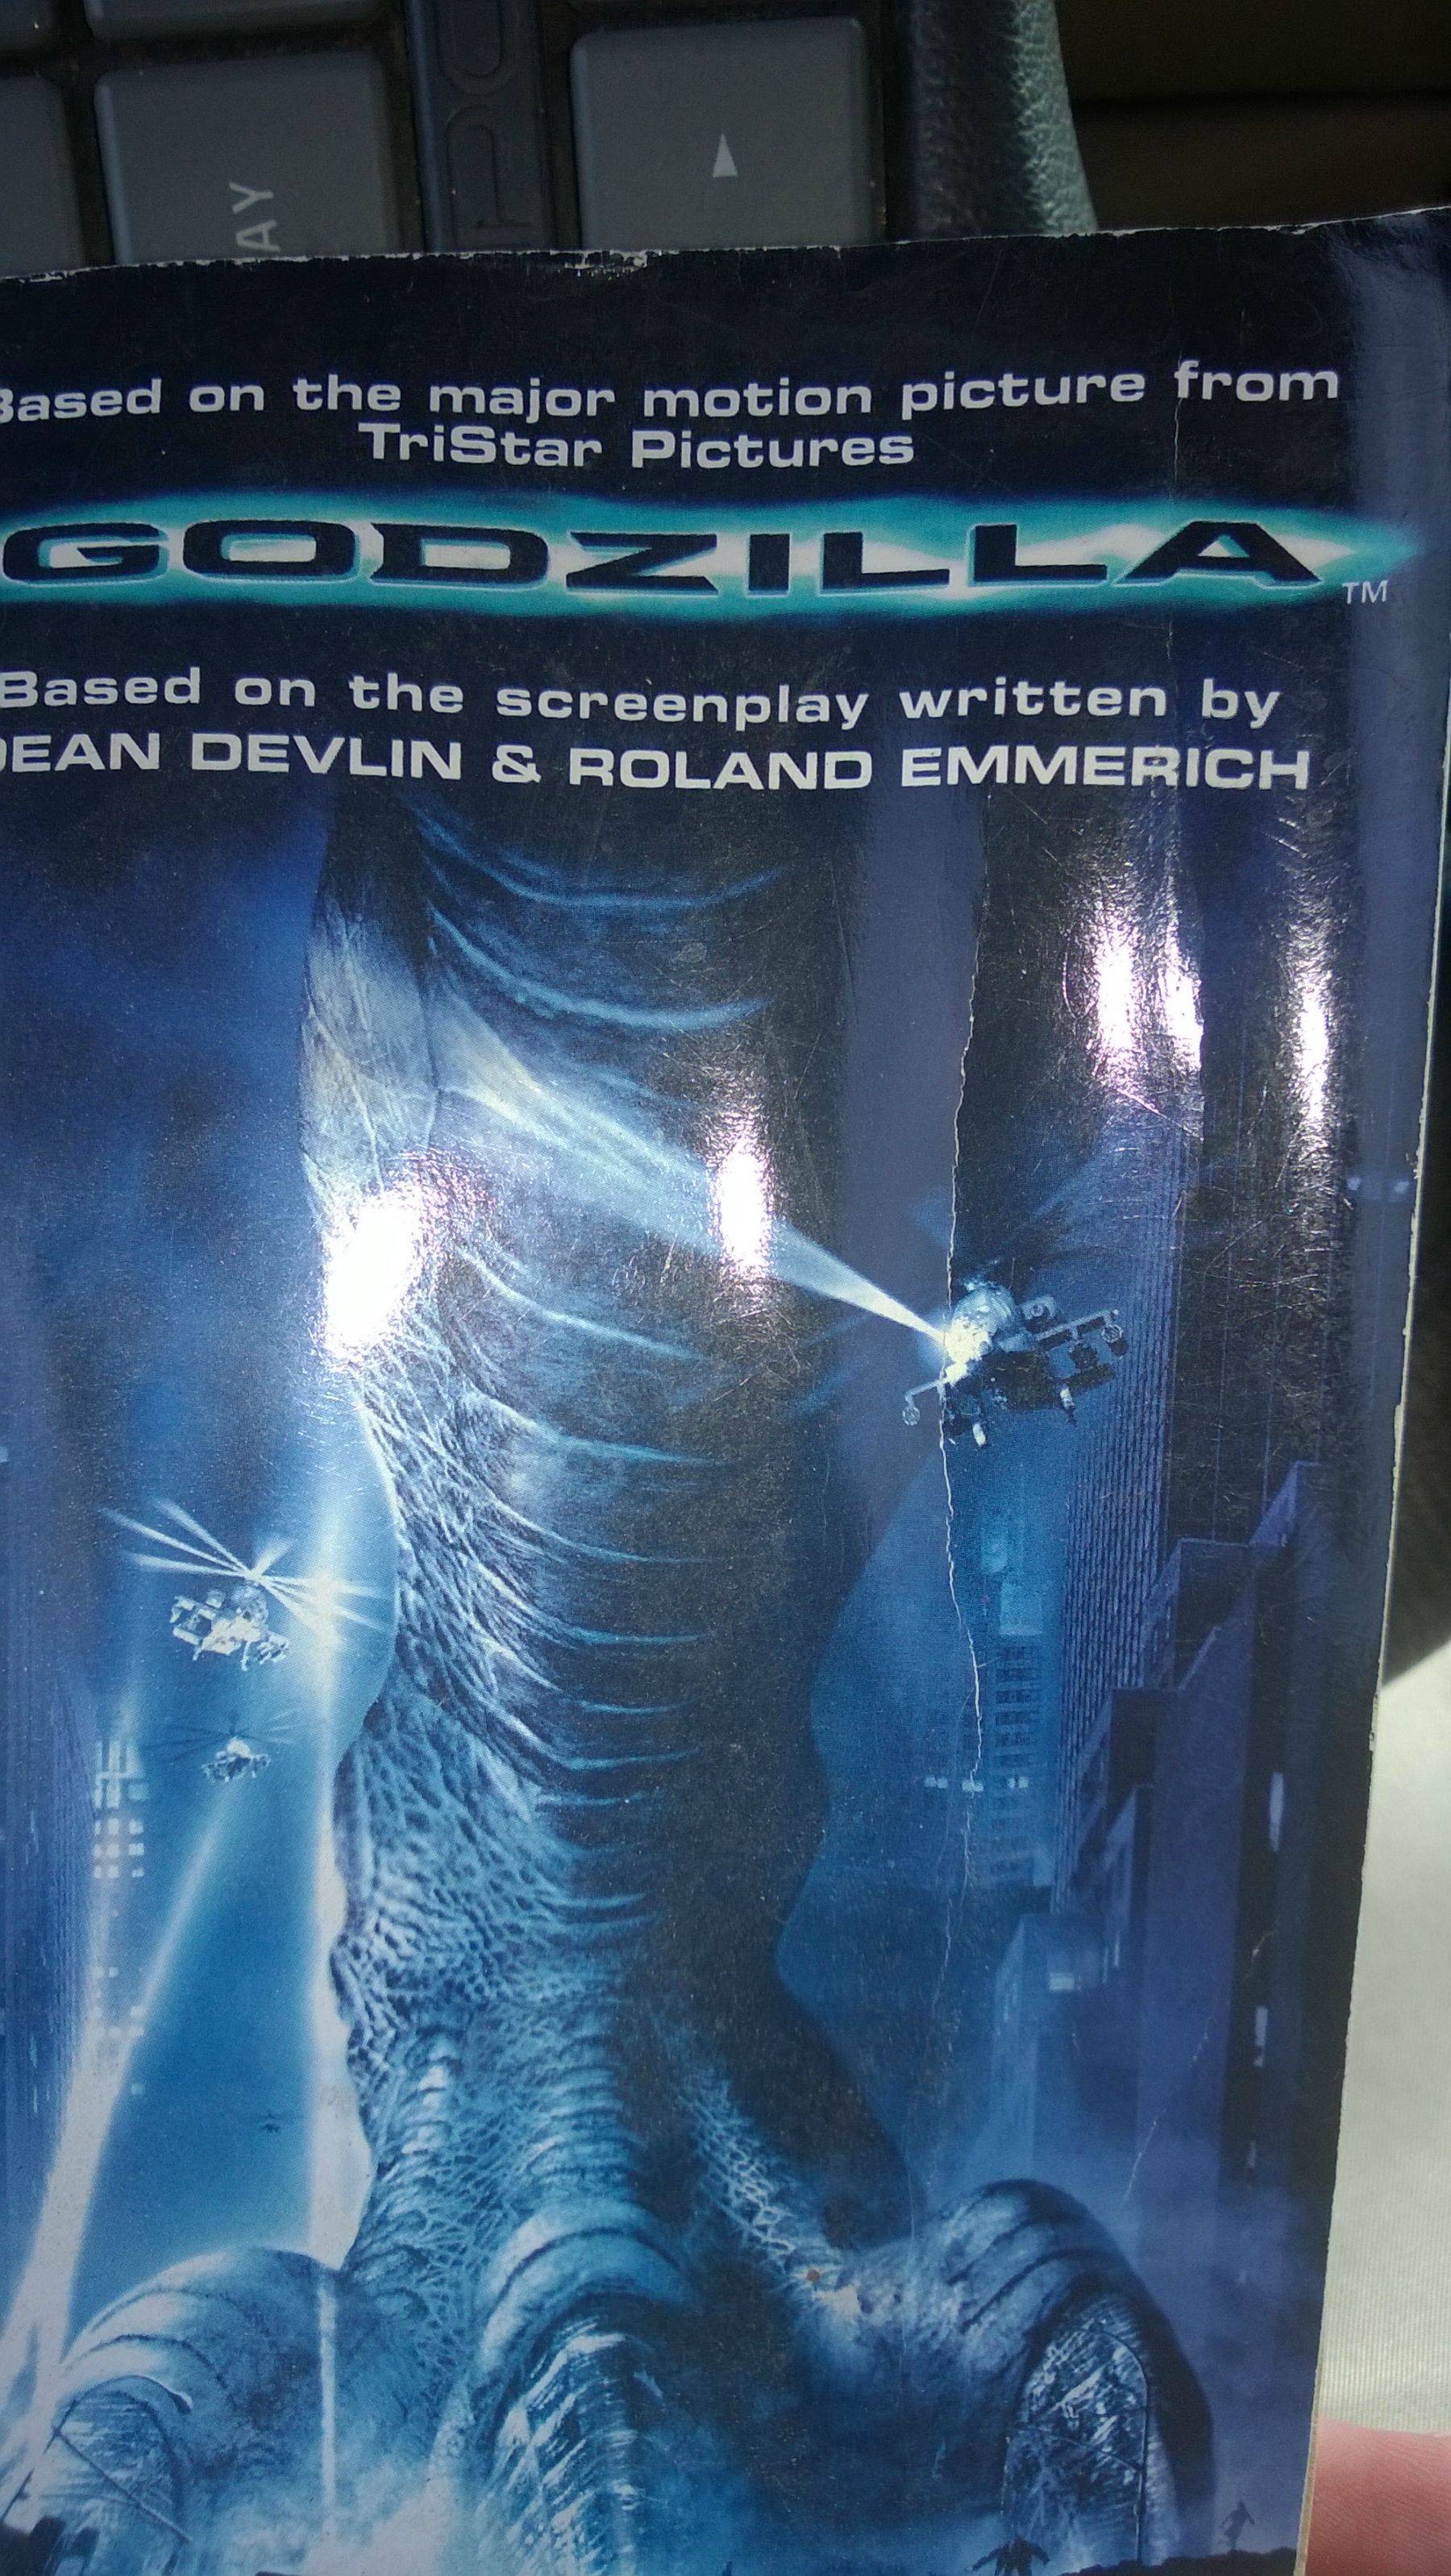 AY
Based on the major motion picture from
TriStar Pictures
GODZILLA TM
Based on the screenplay written by
DEAN DEVLIN & ROLAND EMMERICH